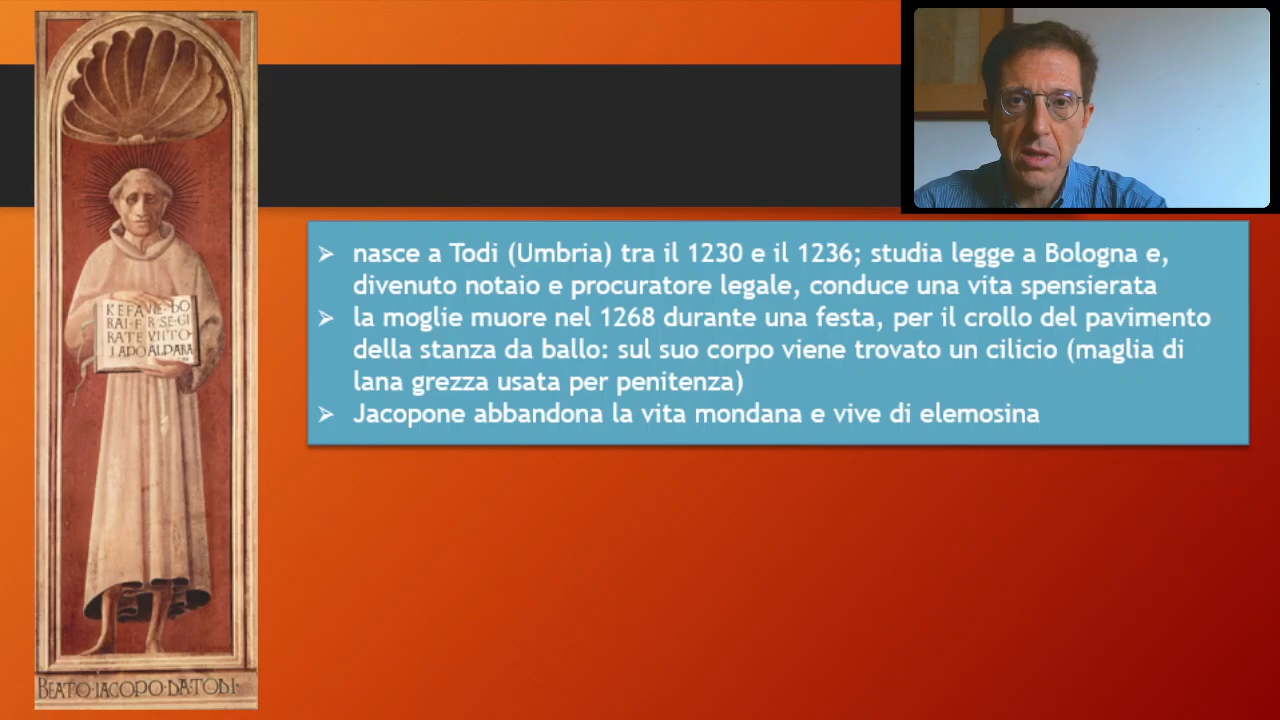 nasce a Todi (Umbria) tra il 1230 e il 1236; studia legge a Bologna e,
divenuto notaio e procuratore legale, conduce una vita spensierata
la moglie muore nel 1268 durante una festa, per il crollo del pavimento
della stanza da ballo: sul suo corpo viene trovato un cilicio (maglia di
lana grezza usata per penitenza)
Jacopone abbandona la vita mondana e vive di elemosina
BEATO·IACOPO·DA·TODI·